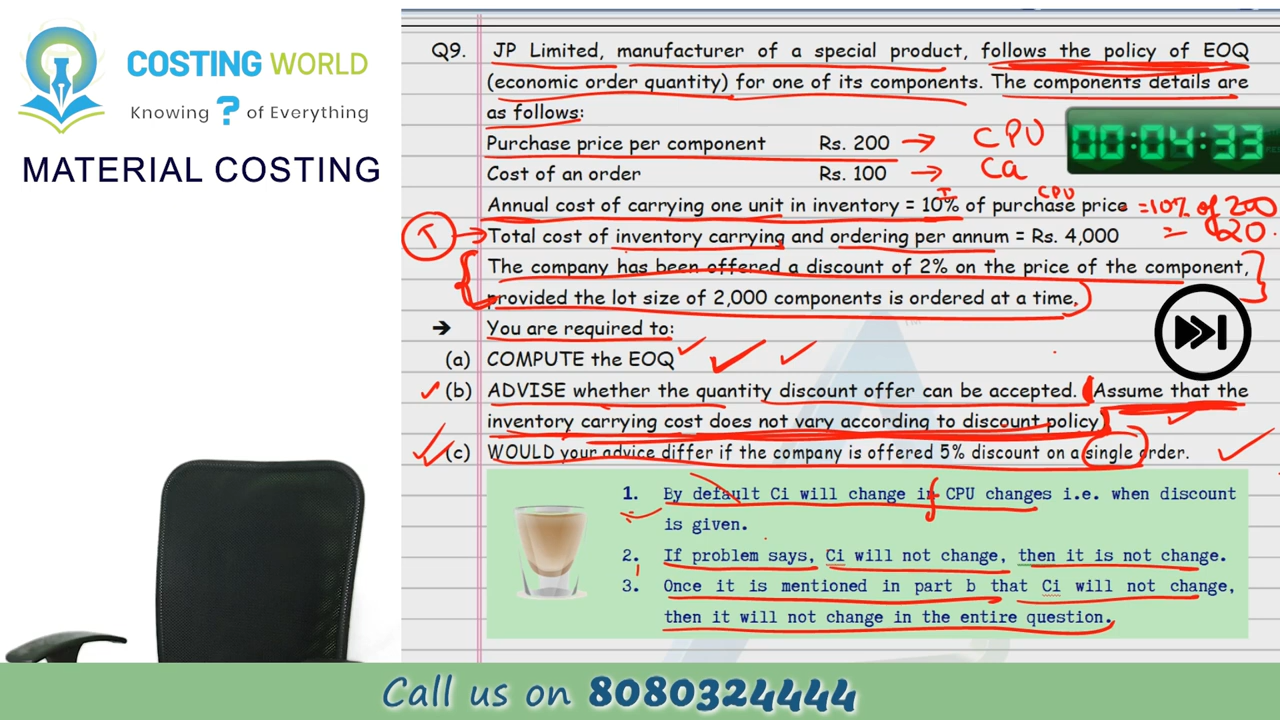 COSTING WORLD
Knowing ? of Everything
MATERIAL COSTING
Q9. JP Limited, manufacturer of a special product, follows the policy of EOQ
(economic order quantity) for one of its components. The components details are
as follows:
Purchase price per component Rs. 200 → CPU
Cost of an order Rs. 100 → Ca
I CPU
Annual cost of carrying one unit in inventory = 10% of purchase price = 10% of 200
T → Total cost of inventory carrying and ordering per annum = Rs. 4,000 = 20.
The company has been offered a discount of 2% on the price of the component,
provided the lot size of 2,000 components is ordered at a time.
➔ You are required to:
(a) COMPUTE the EOQ
(b) ADVISE whether the quantity discount offer can be accepted. (Assume that the
inventory carrying cost does not vary according to discount policy)
(c) WOULD your advice differ if the company is offered 5% discount on a single order.
00:04:33
1. By default Ci will change if CPU changes i.e. when discount
is given.
2. If problem says, Ci will not change, then it is not change.
3. Once it is mentioned in part b that Ci will not change,
then it will not change in the entire question.
Call us on 8080324444